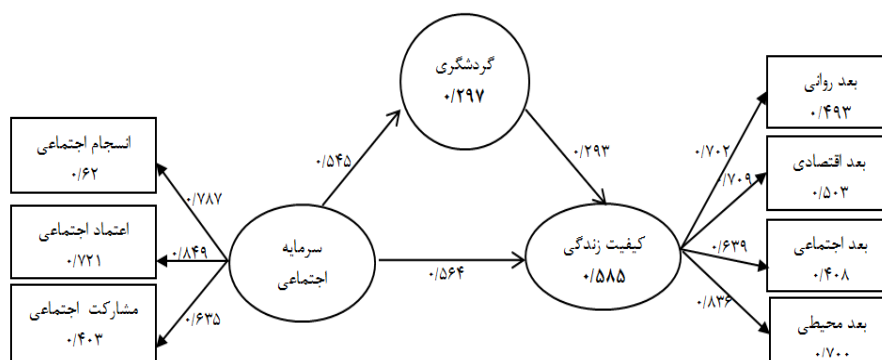 گردشگری
۰/۲۹۷
بعد روانی
۰/۴۹۳
انسجام اجتماعی
۰/۶۲
۰/۵۴۵
۰/۲۹۳
۰/۷۰۲
۰/۷۰۹
بعد اقتصادی
۰/۵۰۳
۰/۷۸۷
اعتماد اجتماعی
۰/۷۲۱
۰/۸۴۹
سرمایه
اجتماعی
۰/۵۶۴
کیفیت زندگی
۰/۵۸۵
۰/۶۳۹
بعد اجتماعی
۰/۴۰۸
مشارکت اجتماعی
۰/۴۰۳
۰/۶۳۵
۰/۸۳۶
بعد محیطی
۰/۷۰۰